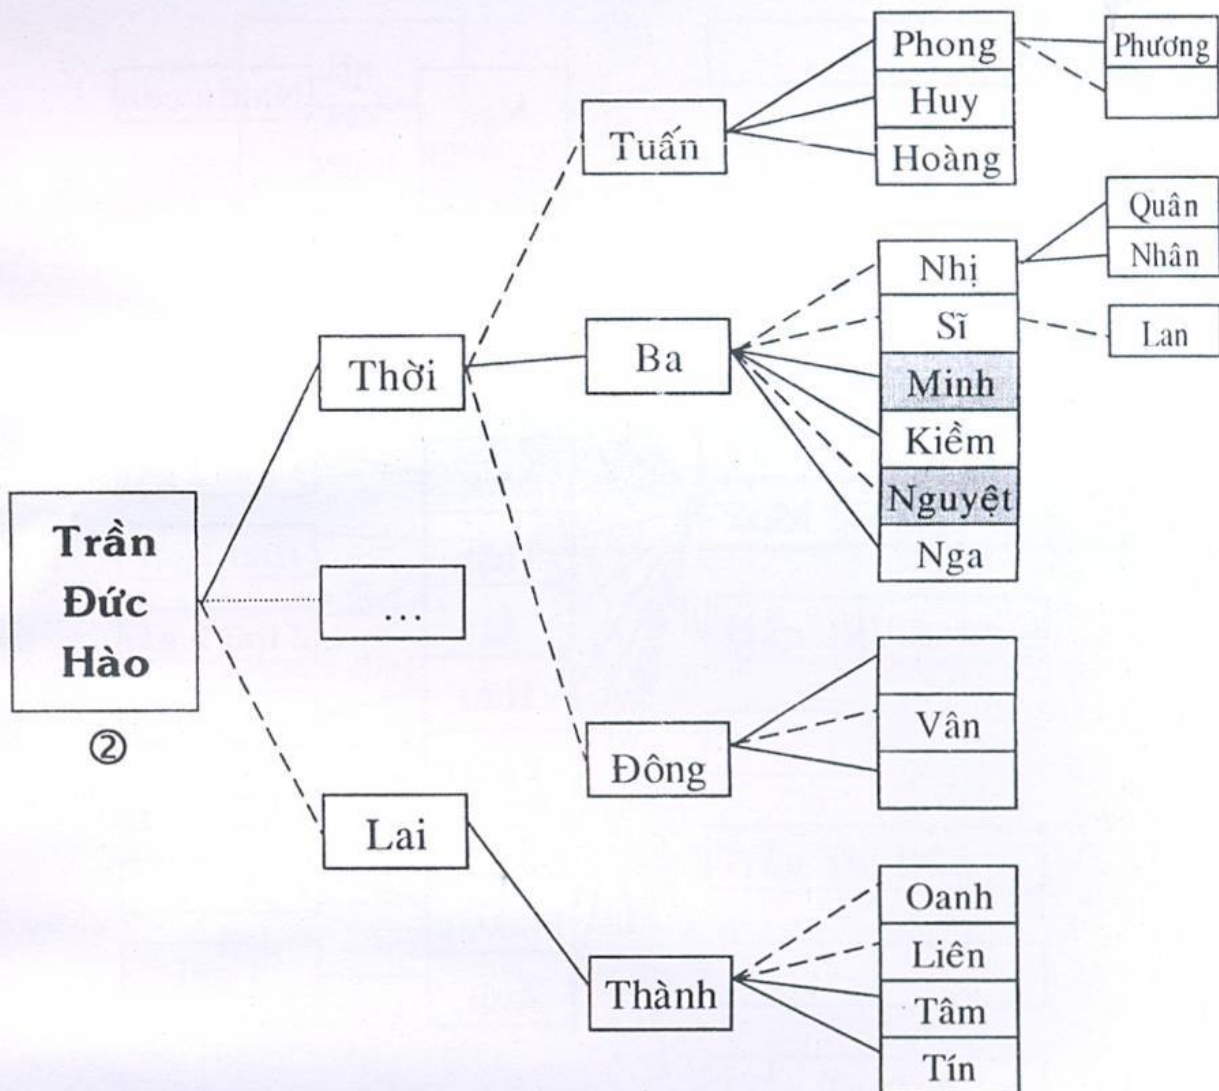 Trần
Đức
Hào
②
Thời
...
Lai
Tuấn
Ba
Đông
Thành
Phong
Huy
Hoàng
Nhị
Sĩ
Minh
Kiềm
Nguyệt
Nga
Vân
Oanh
Liên
Tâm
Tín
Phương
Quân
Nhân
Lan